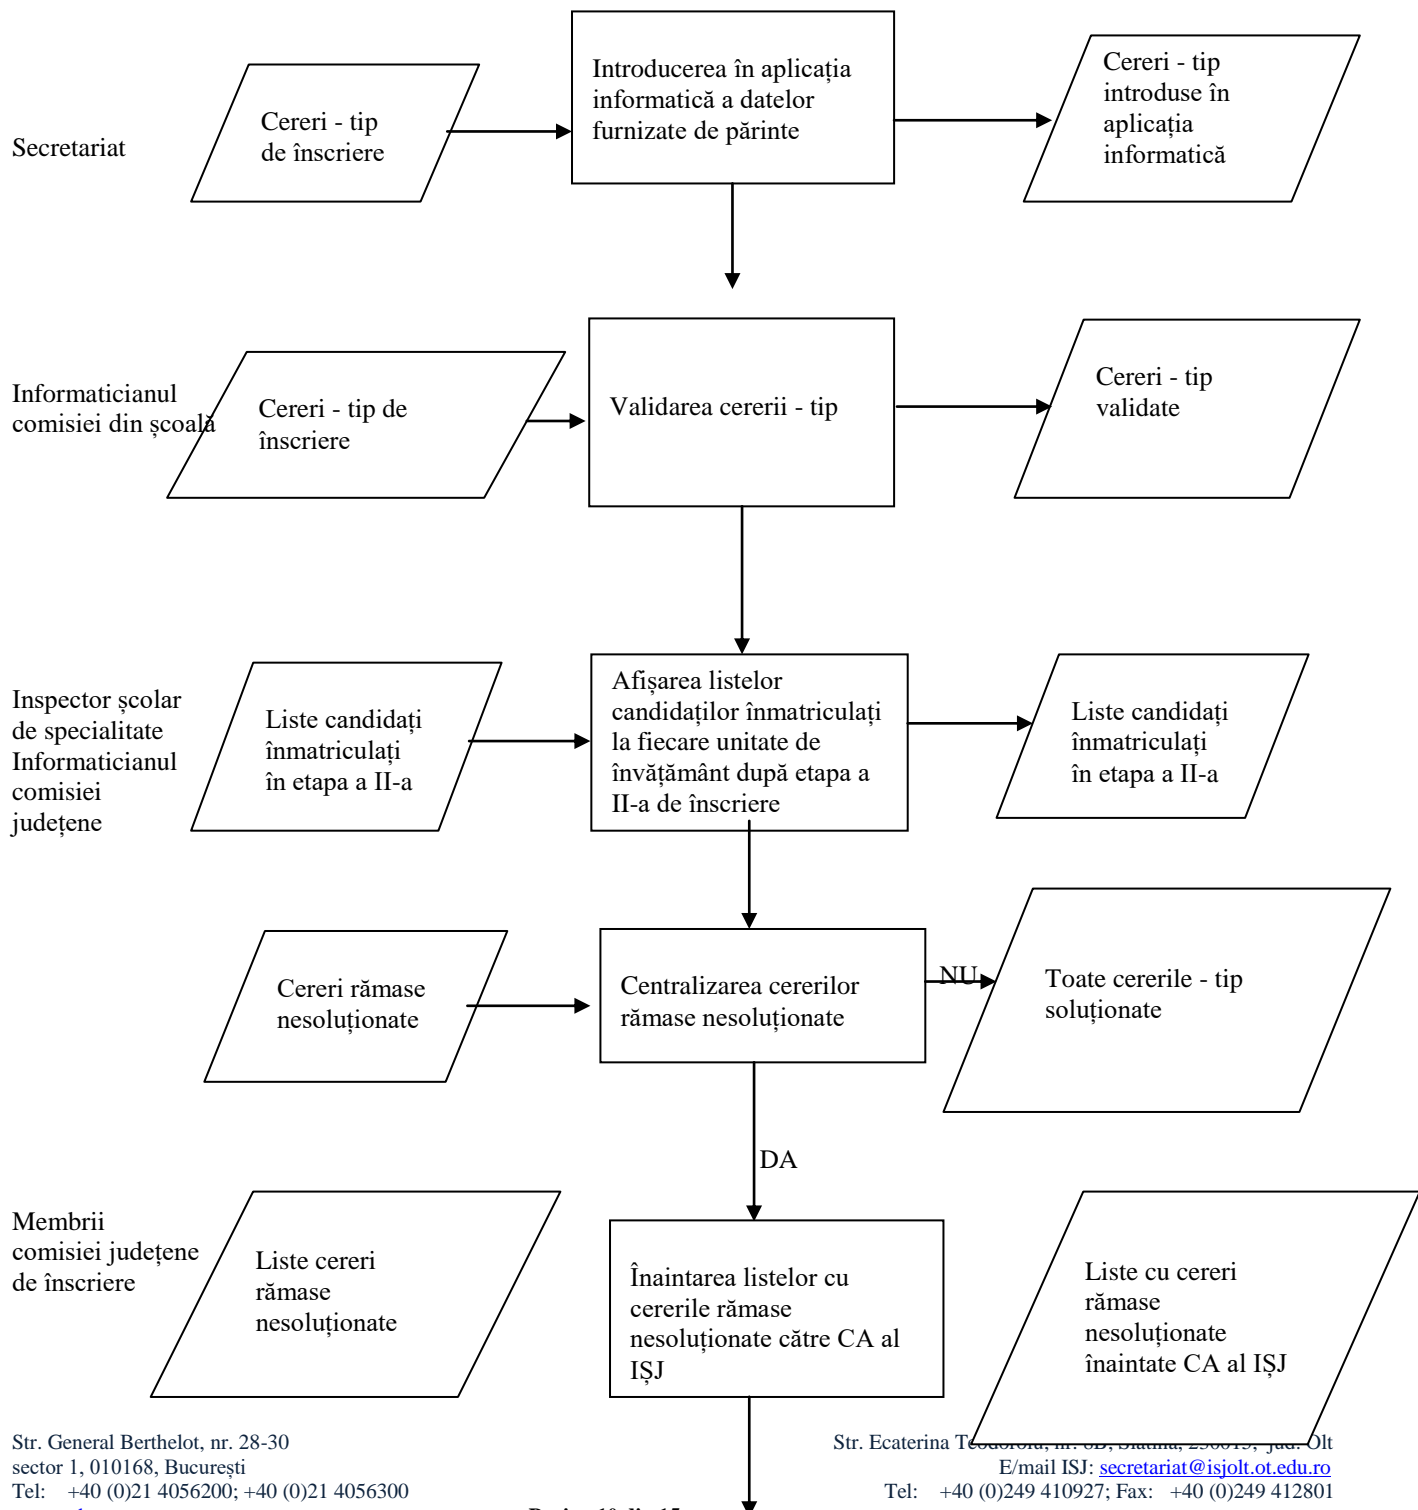 Secretariat
Cereri - tip
de înscriere
Introducerea în aplicația
informatică a datelor
furnizate de părinte
Cereri - tip
introduse în
aplicația
informatică
Informaticianul
comisiei din școală
Cereri - tip de
înscriere
Validarea cererii - tip
Cereri - tip
validate
Inspector școlar
de specialitate
Informaticianul
comisiei
județene
Liste candidați
înmatriculați
în etapa a II-a
Afișarea listelor
candidaților înmatriculați
la fiecare unitate de
învățământ după etapa a
II-a de înscriere
Liste candidați
înmatriculați
în etapa a II-a
Cereri rămase
nesoluționate
Centralizarea cererilor
rămase nesoluționate
NU
Toate cererile - tip
soluționate
DA
Membrii
comisiei județene
de înscriere
Liste cereri
rămase
nesoluționate
Înaintarea listelor cu
cererile rămase
nesoluționate către CA al
IȘJ
Liste cu cereri
rămase
nesoluționate
înaintate CA al IȘJ
Str. General Berthelot, nr. 28-30
sector 1, 010168, București
Tel: +40 (0)21 4056200; +40 (0)21 4056300
Str. Ecaterina Olt
E/mail ISJ: secretariat@isjolt.ot.edu.ro
Tel: +40 (0)249 410927; Fax: +40 (0)249 412801